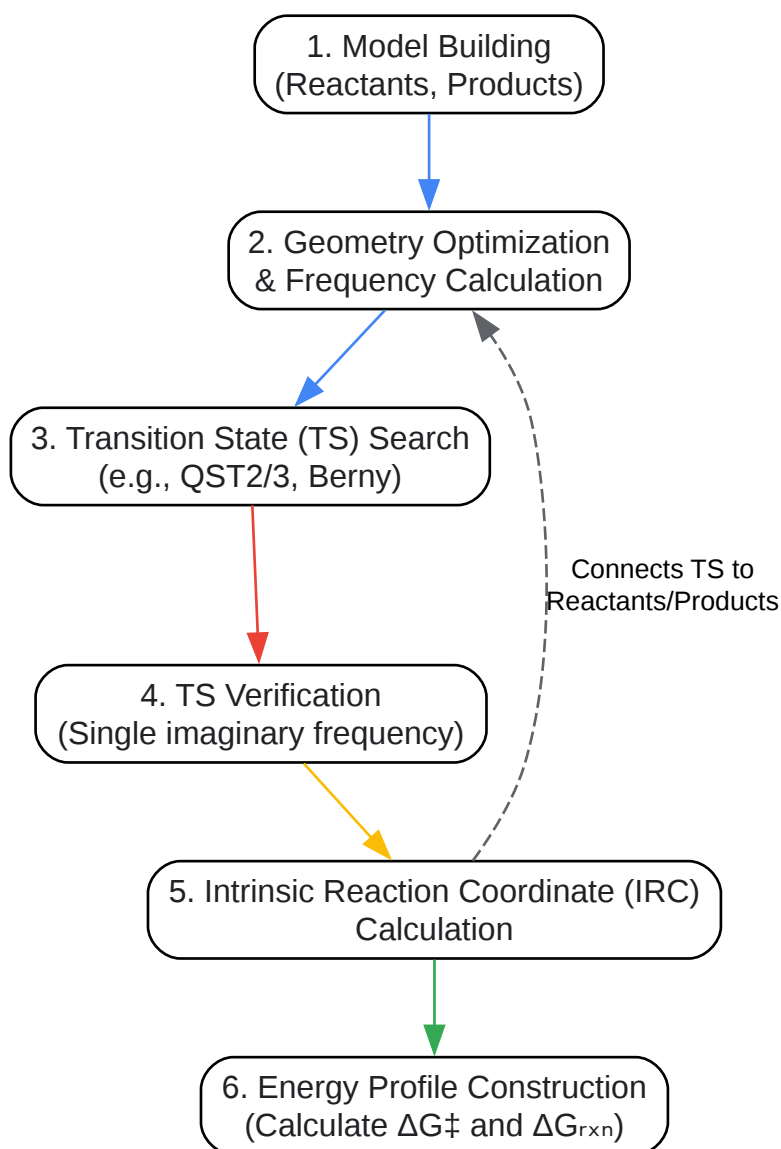 1. Model Building
(Reactants, Products)
2. Geometry Optimization
& Frequency Calculation
3. Transition State (TS) Search
(e.g., QST2/3, Berny)
Connects TS to
Reactants/Products
4. TS Verification
(Single imaginary frequency)
5. Intrinsic Reaction Coordinate (IRC)
Calculation
6. Energy Profile Construction
(Calculate ΔG‡ and ΔGᵣₓₙ)